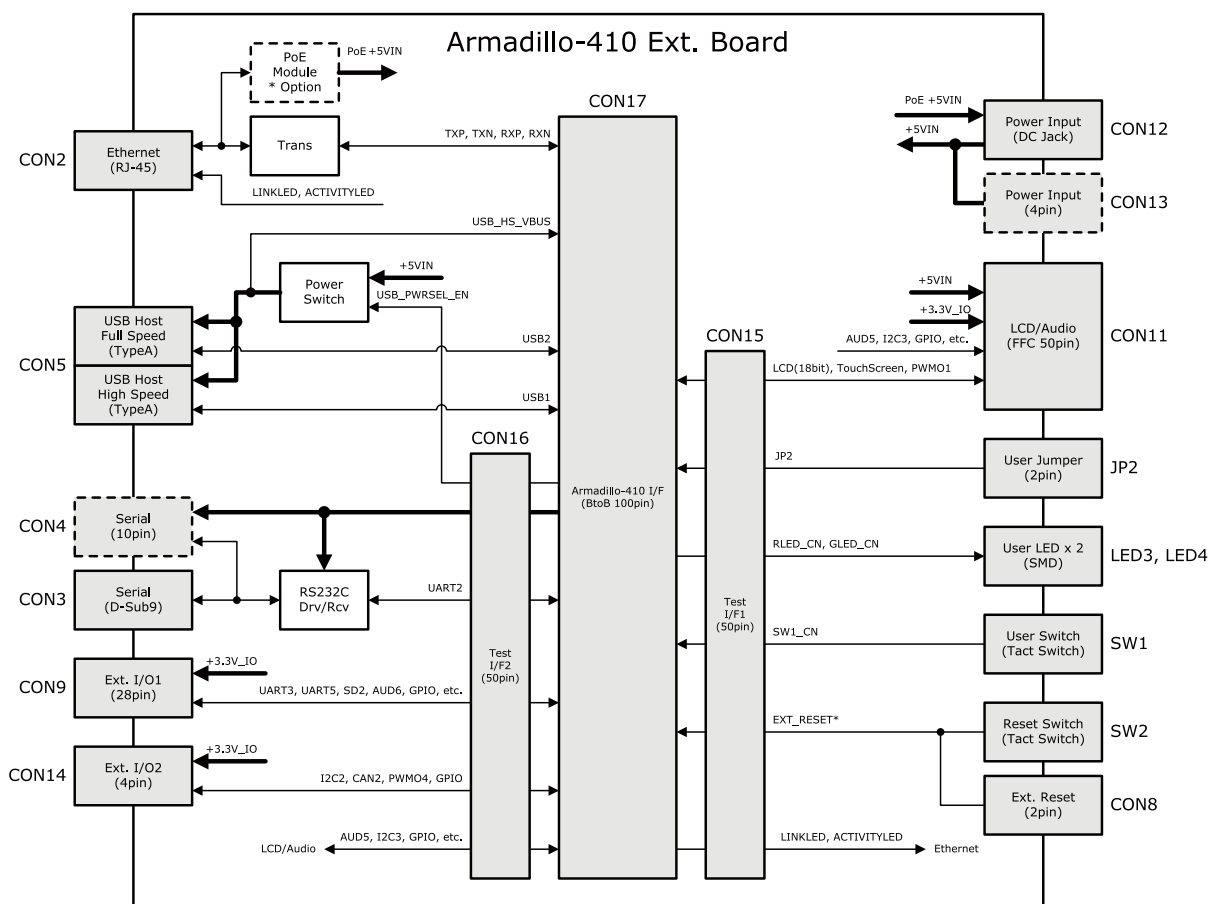 Armadillo-410 Ext. Board
PoE
Module
* Option
PoE +5VIN
CON17
CON2
Ethernet
(RJ-45)
Trans
TXP, TXN, RXP, RXN
LINKLED, ACTIVITYLED
PoE +5VIN
+5VIN
Power Input
(DC Jack)
CON12
Power Input
(4pin)
CON13
USB_HS_VBUS
Power
Switch
+5VIN
USB_PWRSEL_EN
CON5
USB Host
Full Speed
(TypeA)
USB2
USB Host
High Speed
(TypeA)
USB1
CON15
+5VIN
+3.3V_IO
AUD5, I2C3, GPIO, etc.
LCD(18bit), TouchScreen, PWMO1
LCD/Audio
(FFC 50pin)
CON11
CON16
Armadillo-410 I/F
(BtoB 100pin)
JP2
User Jumper
(2pin)
JP2
CON4
Serial
(10pin)
RLED_CN, GLED_CN
User LED x 2
(SMD)
LED3, LED4
CON3
Serial
(D-Sub9)
RS232C
Drv/Rcv
UART2
Test
I/F1
(50pin)
SW1_CN
User Switch
(Tact Switch)
SW1
Test
I/F2
(50pin)
CON9
Ext. I/O1
(28pin)
+3.3V_IO
UART3, UART5, SD2, AUD6, GPIO, etc.
EXT_RESET*
Reset Switch
(Tact Switch)
SW2
CON14
Ext. I/O2
(4pin)
+3.3V_IO
I2C2, CAN2, PWMO4, GPIO
Ext. Reset
(2pin)
CON8
LCD/Audio
AUD5, I2C3, GPIO, etc.
LINKLED, ACTIVITYLED
Ethernet